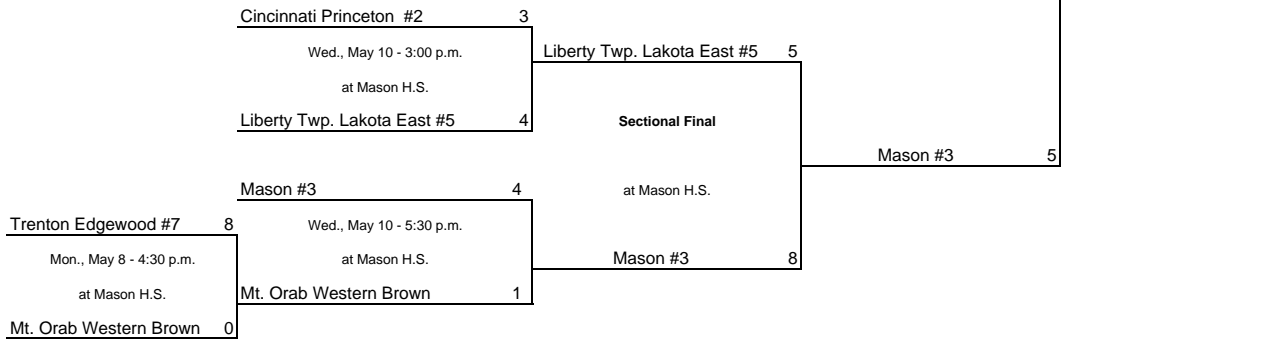 Cincinnati Princeton #2 3
Wed., May 10 - 3:00 p.m.
Liberty Twp. Lakota East #5 5
at Mason H.S.
Liberty Twp. Lakota East #5 4
Sectional Final
Mason #3 5
Mason #3 4
at Mason H.S.
Trenton Edgewood #7 8
Wed., May 10 - 5:30 p.m.
Mon., May 8 - 4:30 p.m.
at Mason H.S.
Mason #3 8
at Mason H.S.
Mt. Orab Western Brown 1
Mt. Orab Western Brown 0